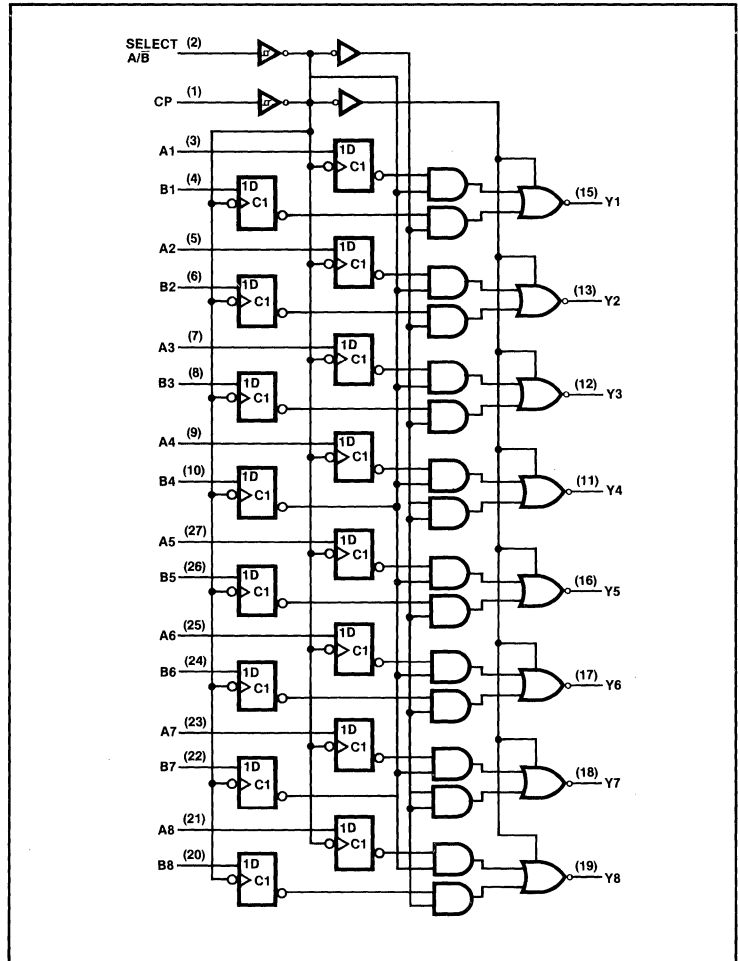 SELECT (2)
A/B̅
CP (1)
A1 (3) 1D C1
B1 (4) 1D C1 (15) Y1
A2 (5) 1D C1
B2 (6) 1D C1 (13) Y2
A3 (7) 1D C1
B3 (8) 1D C1 (12) Y3
A4 (9) 1D C1
B4 (10) 1D C1 (11) Y4
A5 (27) 1D C1
B5 (26) 1D C1 (16) Y5
A6 (25) 1D C1
B6 (24) 1D C1 (17) Y6
A7 (23) 1D C1
B7 (22) 1D C1 (18) Y7
A8 (21) 1D C1
B8 (20) 1D C1 (19) Y8